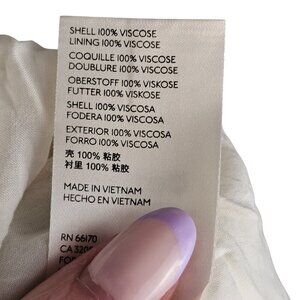 SHELL 100% VISCOSE
LINING 100% VISCOSE
COQUILLE 100% VISCOSE
DOUBLURE 100% VISCOSE
OBERSTOFF 100% VISKOSE
FUTTER 100% VISKOSE
SHELL 100% VISCOSA
FODERA 100% VISCOSA
EXTERIOR 100% VISCOSA
FORRO 100% VISCOSA
壳 100% 粘胶
衬里 100% 粘胶
MADE IN VIETNAM
HECHO EN VIETNAM
RN 66170
CA